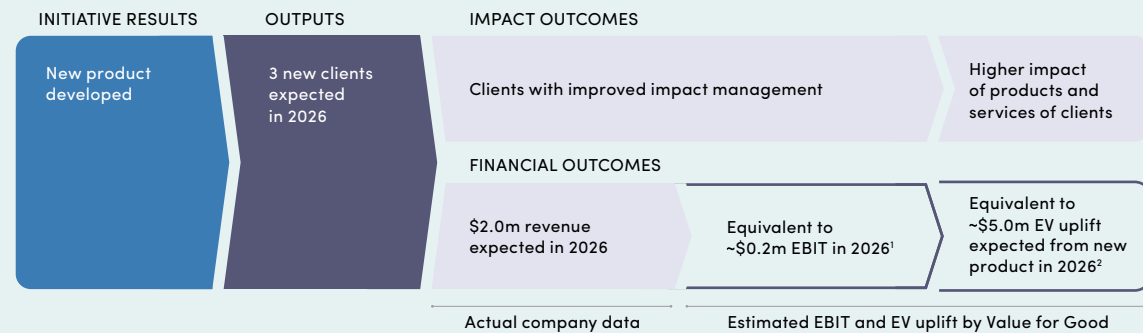 INITIATIVE RESULTS
New product
developed
OUTPUTS
3 new clients
expected
in 2026
IMPACT OUTCOMES
Clients with improved impact management
Higher impact
of products and
services of clients
FINANCIAL OUTCOMES
$2.0m revenue
expected in 2026
Equivalent to
~$0.2m EBIT in 2026¹
Equivalent to
~$5.0m EV uplift
expected from new
product in 2026²
Actual company data
Estimated EBIT and EV uplift by Value for Good